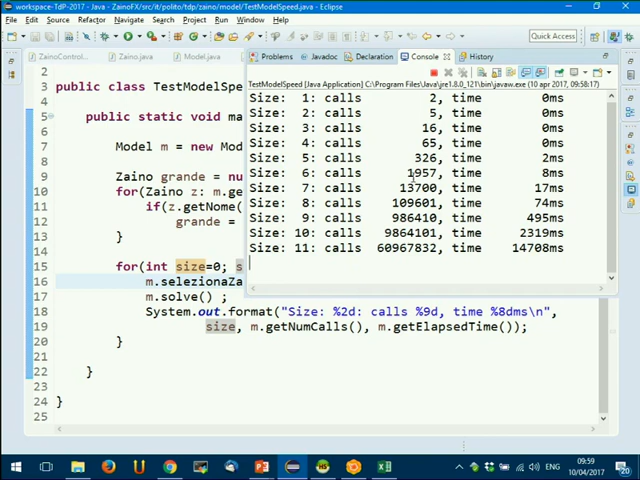 workspace-TdP-2017 - Java - ZainoFX/src/it/polito/tdp/zaino/model/TestModelSpeed.java - Eclipse
File Edit Source Refactor Navigate Search Project Run Window Help
Quick Access
ZainoControl... Zaino.java Model.java
Problems Javadoc Declaration Console History
TestModelSpeed [Java Application] C:\Program Files\Java\jre1.8.0_121\bin\javaw.exe (10 apr 2017, 09:58:17)
Size: 1: calls 2, time 0ms
Size: 2: calls 5, time 0ms
Size: 3: calls 16, time 0ms
Size: 4: calls 65, time 0ms
Size: 5: calls 326, time 2ms
Size: 6: calls 1957, time 8ms
Size: 7: calls 13700, time 17ms
Size: 8: calls 109601, time 74ms
Size: 9: calls 986410, time 495ms
Size: 10: calls 9864101, time 2319ms
Size: 11: calls 60967832, time 14708ms
2
3 public class TestModelSpe
4
5 public static void ma
6
7 Model m = new Mod
8
9 Zaino grande = nu
10 for(Zaino z: m.ge
11 if(z.getNome(
12 grande =
13 }
14
15 for(int size=0; s
16 m.selezionaZa
17 m.solve() ;
18 System.out.format("Size: %2d: calls %9d, time %8dms\n",
19 size, m.getNumCalls(), m.getElapsedTime());
20 }
21
22 }
23
24 }
25
ENG
09:59
10/04/2017